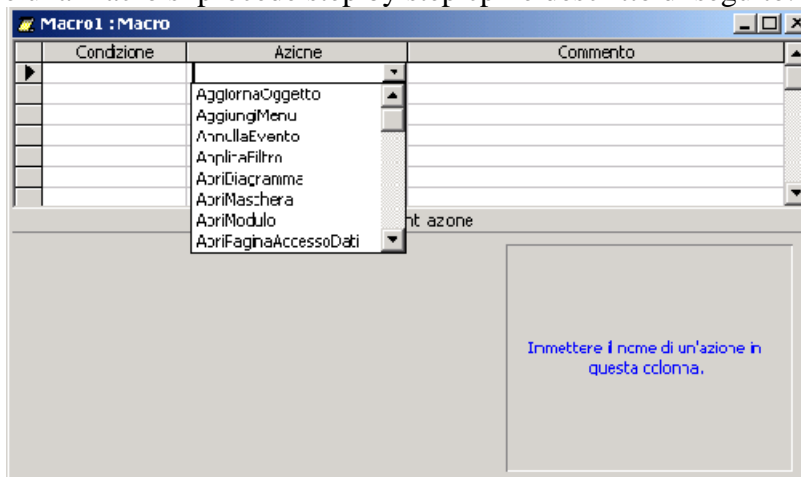 Macro1 : Macro
Condizione Azione Commento
AggiornaOggetto
AggiungiMenu
AnnullaEvento
ApplicaFiltro
ApriDiagramma
ApriMaschera
ApriModulo
ApriPaginaAccessoDati
Immettere il nome di un'azione in
questa colonna.